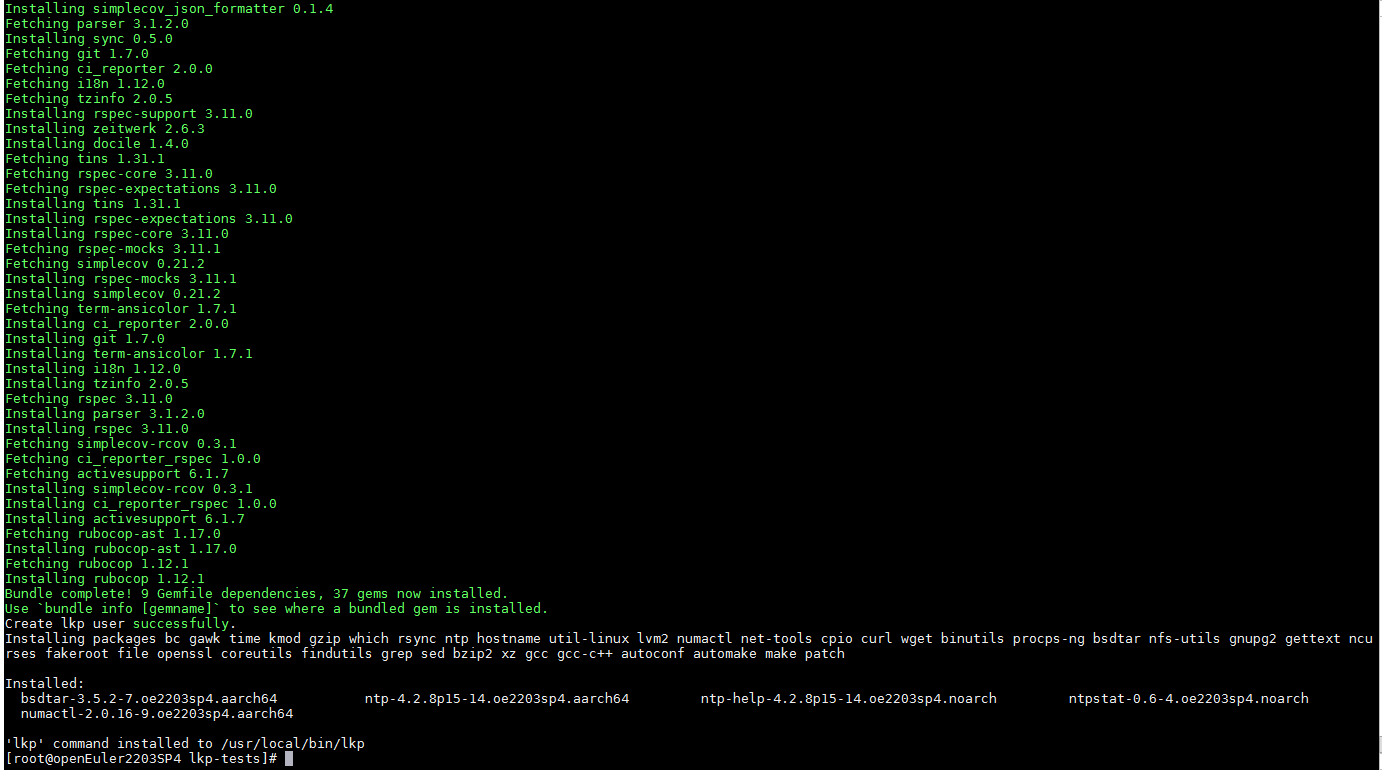 Installing simplecov_json_formatter 0.1.4
Fetching parser 3.1.2.0
Installing sync 0.5.0
Fetching git 1.7.0
Fetching ci_reporter 2.0.0
Fetching i18n 1.12.0
Fetching tzinfo 2.0.5
Installing rspec-support 3.11.0
Installing zeitwerk 2.6.3
Installing docile 1.4.0
Fetching tins 1.31.1
Fetching rspec-core 3.11.0
Fetching rspec-expectations 3.11.0
Installing tins 1.31.1
Installing rspec-expectations 3.11.0
Installing rspec-core 3.11.0
Fetching rspec-mocks 3.11.1
Fetching simplecov 0.21.2
Installing rspec-mocks 3.11.1
Installing simplecov 0.21.2
Fetching term-ansicolor 1.7.1
Installing ci_reporter 2.0.0
Installing git 1.7.0
Installing term-ansicolor 1.7.1
Installing i18n 1.12.0
Installing tzinfo 2.0.5
Fetching rspec 3.11.0
Installing parser 3.1.2.0
Installing rspec 3.11.0
Fetching simplecov-rcov 0.3.1
Fetching ci_reporter_rspec 1.0.0
Fetching activesupport 6.1.7
Installing simplecov-rcov 0.3.1
Installing ci_reporter_rspec 1.0.0
Installing activesupport 6.1.7
Fetching rubocop-ast 1.17.0
Installing rubocop-ast 1.17.0
Fetching rubocop 1.12.1
Installing rubocop 1.12.1
Bundle complete! 9 Gemfile dependencies, 37 gems now installed.
Use `bundle info [gemname]` to see where a bundled gem is installed.
Create lkp user successfully.
Installing packages bc gawk time kmod gzip which rsync ntp hostname util-linux lvm2 numactl net-tools cpio curl wget binutils procps-ng bsdtar nfs-utils gnupg2 gettext ncu
rses fakeroot file openssl coreutils findutils grep sed bzip2 xz gcc gcc-c++ autoconf automake make patch
Installed:
bsdtar-3.5.2-7.oe2203sp4.aarch64 ntp-4.2.8p15-14.oe2203sp4.aarch64 ntp-help-4.2.8p15-14.oe2203sp4.noarch ntpstat-0.6-4.oe2203sp4.noarch
numactl-2.0.16-9.oe2203sp4.aarch64
'lkp' command installed to /usr/local/bin/lkp
[root@openEuler2203SP4 lkp-tests]#